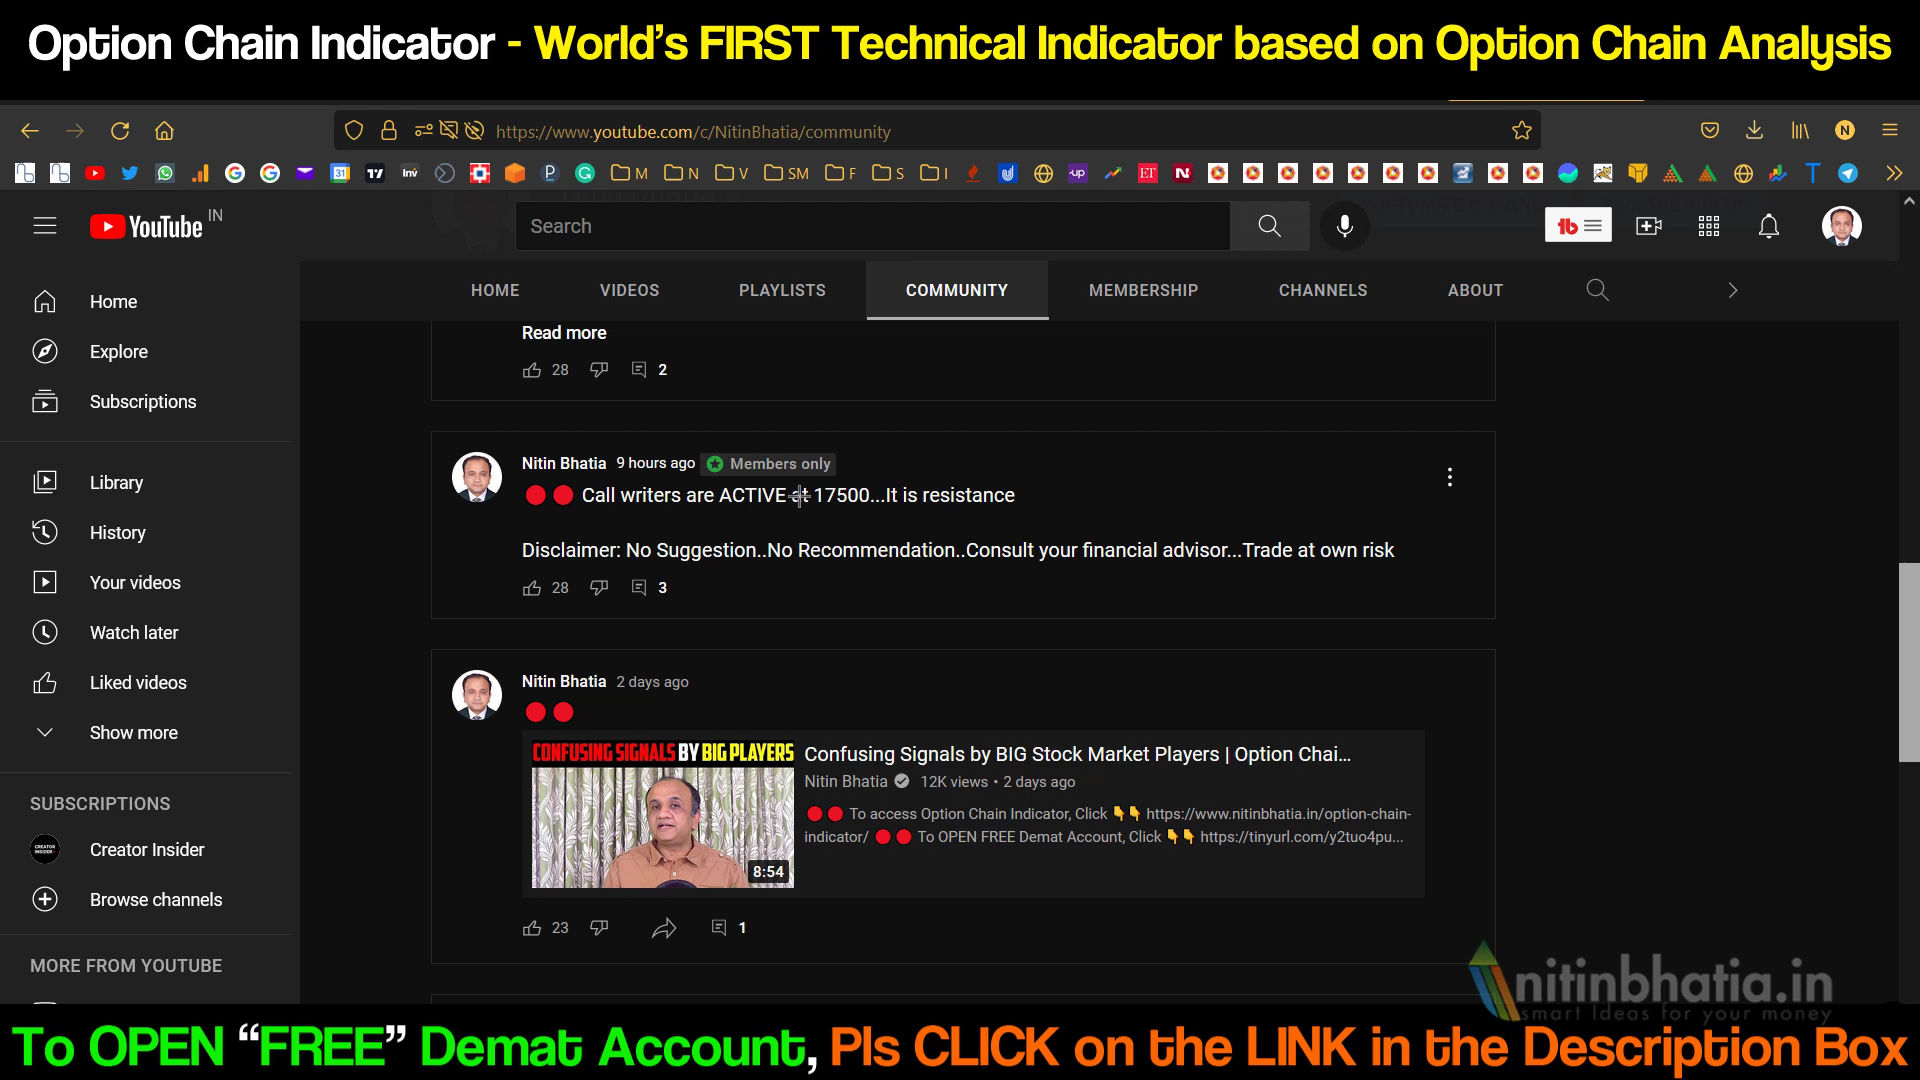 Option Chain Indicator - World's FIRST Technical Indicator based on Option Chain Analysis
https://www.youtube.com/c/NitinBhatia/community
31
Inv
P
M
N
V
SM
F
S
I
up
ET
N
T
N
YouTube IN
Search
HOME VIDEOS PLAYLISTS COMMUNITY MEMBERSHIP CHANNELS ABOUT
Home
Explore
Subscriptions
Library
History
Your videos
Watch later
Liked videos
Show more
SUBSCRIPTIONS
Creator Insider
Browse channels
MORE FROM YOUTUBE
Read more
28 2
Nitin Bhatia 9 hours ago Members only
Call writers are ACTIVE at 17500...It is resistance
Disclaimer: No Suggestion..No Recommendation..Consult your financial advisor...Trade at own risk
28 3
Nitin Bhatia 2 days ago
CONFUSING SIGNALS BY BIG PLAYERS
8:54
Confusing Signals by BIG Stock Market Players | Option Chai...
Nitin Bhatia 12K views • 2 days ago
To access Option Chain Indicator, Click 👇👇 https://www.nitinbhatia.in/option-chain-
indicator/ To OPEN FREE Demat Account, Click 👇👇 https://tinyurl.com/y2tuo4pu...
23 1
nitinbhatia.in
smart Ideas for your money
To OPEN "FREE" Demat Account, Pls CLICK on the LINK in the Description Box